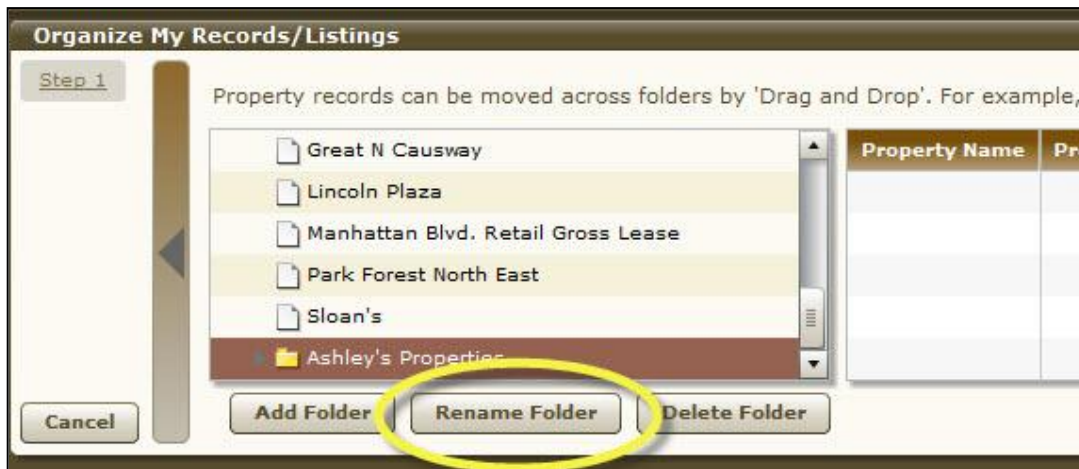 Organize My Records/Listings
Step 1
Property records can be moved across folders by 'Drag and Drop'. For example,
Great N Causway
Lincoln Plaza
Manhattan Blvd. Retail Gross Lease
Park Forest North East
Sloan's
Ashley's Properties
Property Name
Add Folder
Rename Folder
Delete Folder
Cancel